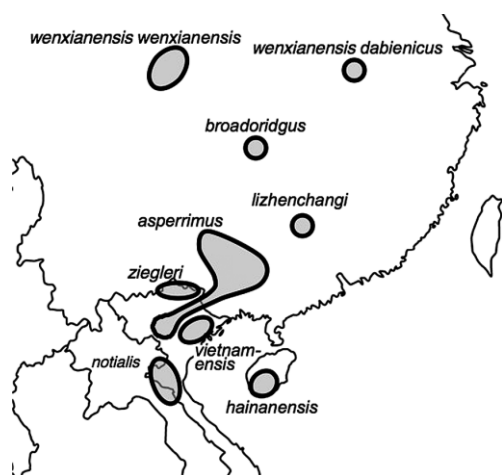 wenxianensis wenxianensis
wenxianensis dabienicus
broadoridgus
lizhenchangi
asperrimus
ziegleri
vietnam-
ensis
notialis
hainanensis